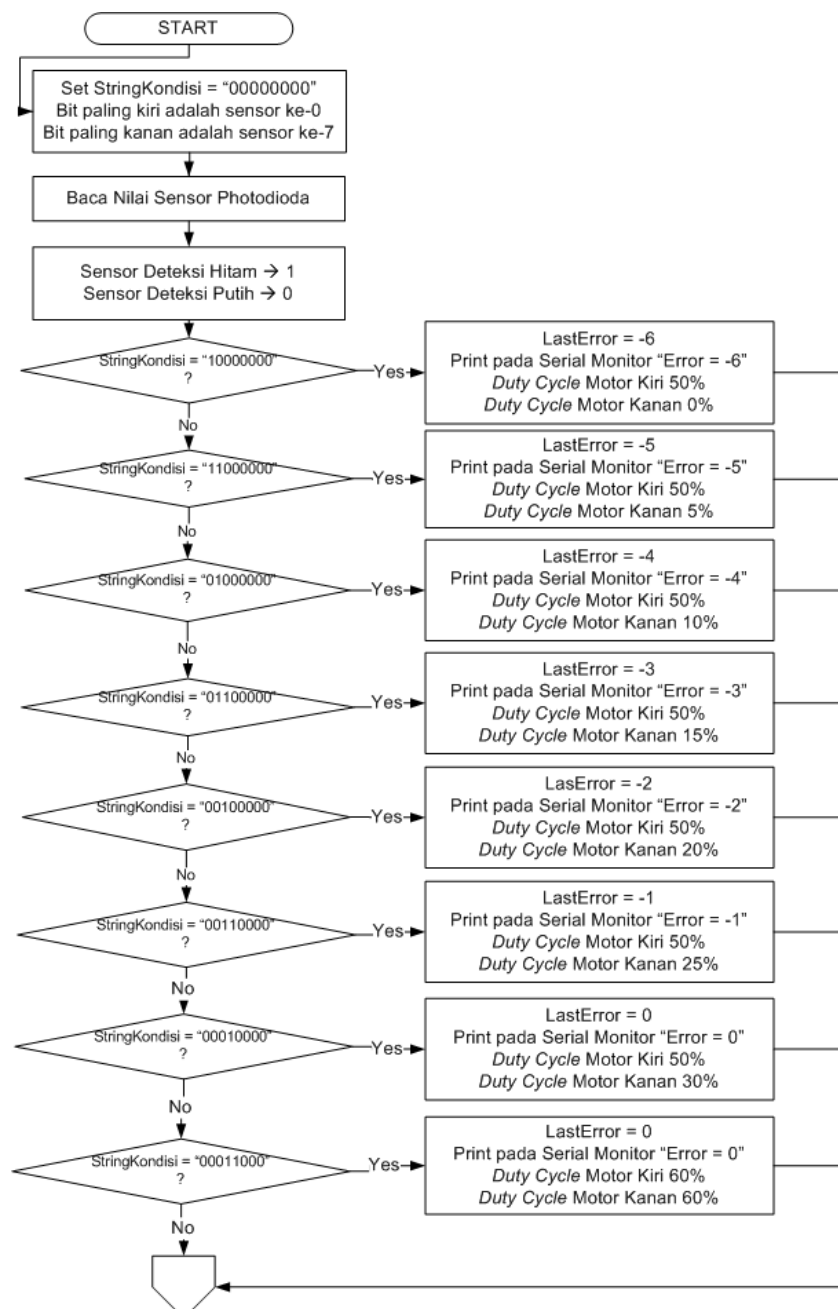 START
Set StringKondisi = “00000000”
Bit paling kiri adalah sensor ke-0
Bit paling kanan adalah sensor ke-7
Baca Nilai Sensor Photodioda
Sensor Deteksi Hitam → 1
Sensor Deteksi Putih → 0
StringKondisi = “10000000”
?
Yes
LastError = -6
Print pada Serial Monitor “Error = -6”
Duty Cycle Motor Kiri 50%
Duty Cycle Motor Kanan 0%
No
StringKondisi = “11000000”
?
Yes
LastError = -5
Print pada Serial Monitor “Error = -5”
Duty Cycle Motor Kiri 50%
Duty Cycle Motor Kanan 5%
No
StringKondisi = “01000000”
?
Yes
LastError = -4
Print pada Serial Monitor “Error = -4”
Duty Cycle Motor Kiri 50%
Duty Cycle Motor Kanan 10%
No
StringKondisi = “01100000”
?
Yes
LastError = -3
Print pada Serial Monitor “Error = -3”
Duty Cycle Motor Kiri 50%
Duty Cycle Motor Kanan 15%
No
StringKondisi = “00100000”
?
Yes
LasError = -2
Print pada Serial Monitor “Error = -2”
Duty Cycle Motor Kiri 50%
Duty Cycle Motor Kanan 20%
No
StringKondisi = “00110000”
?
Yes
LastError = -1
Print pada Serial Monitor “Error = -1”
Duty Cycle Motor Kiri 50%
Duty Cycle Motor Kanan 25%
No
StringKondisi = “00010000”
?
Yes
LastError = 0
Print pada Serial Monitor “Error = 0”
Duty Cycle Motor Kiri 50%
Duty Cycle Motor Kanan 30%
No
StringKondisi = “00011000”
?
Yes
LastError = 0
Print pada Serial Monitor “Error = 0”
Duty Cycle Motor Kiri 60%
Duty Cycle Motor Kanan 60%
No